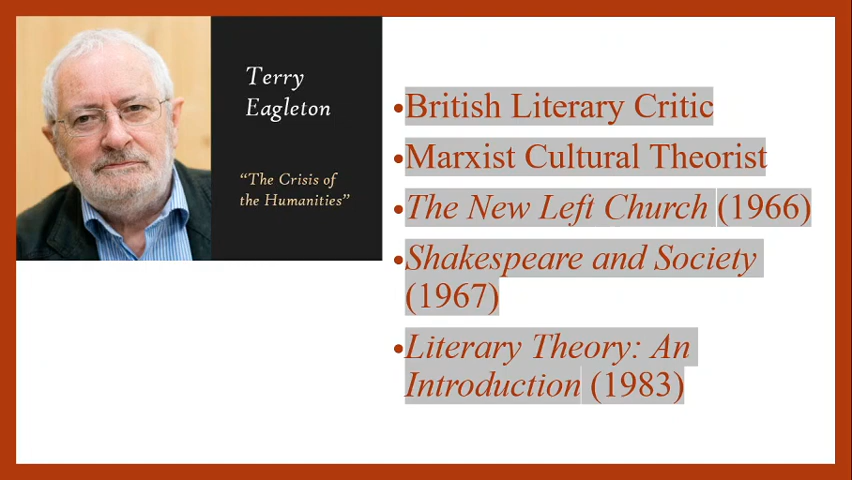 Terry
Eagleton
“The Crisis of
the Humanities”
•British Literary Critic
•Marxist Cultural Theorist
•The New Left Church (1966)
•Shakespeare and Society
(1967)
•Literary Theory: An
Introduction (1983)